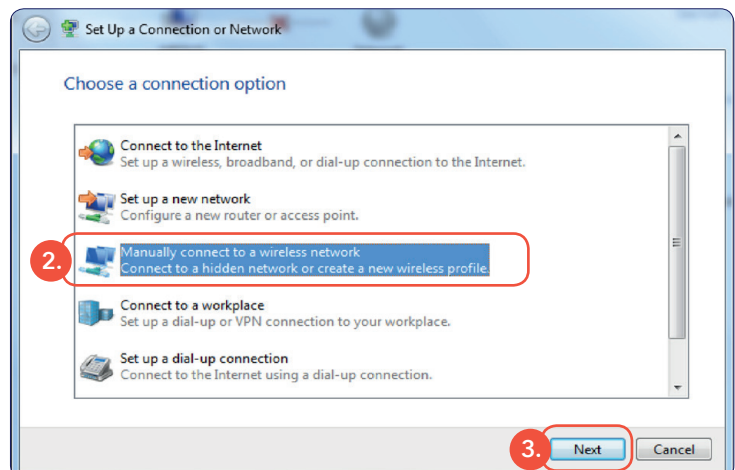 Set Up a Connection or Network
Choose a connection option
Connect to the Internet
Set up a wireless, broadband, or dial-up connection to the Internet.
Set up a new network
Configure a new router or access point.
2.
Manually connect to a wireless network
Connect to a hidden network or create a new wireless profile.
Connect to a workplace
Set up a dial-up or VPN connection to your workplace.
Set up a dial-up connection
Connect to the Internet using a dial-up connection.
3. Next Cancel